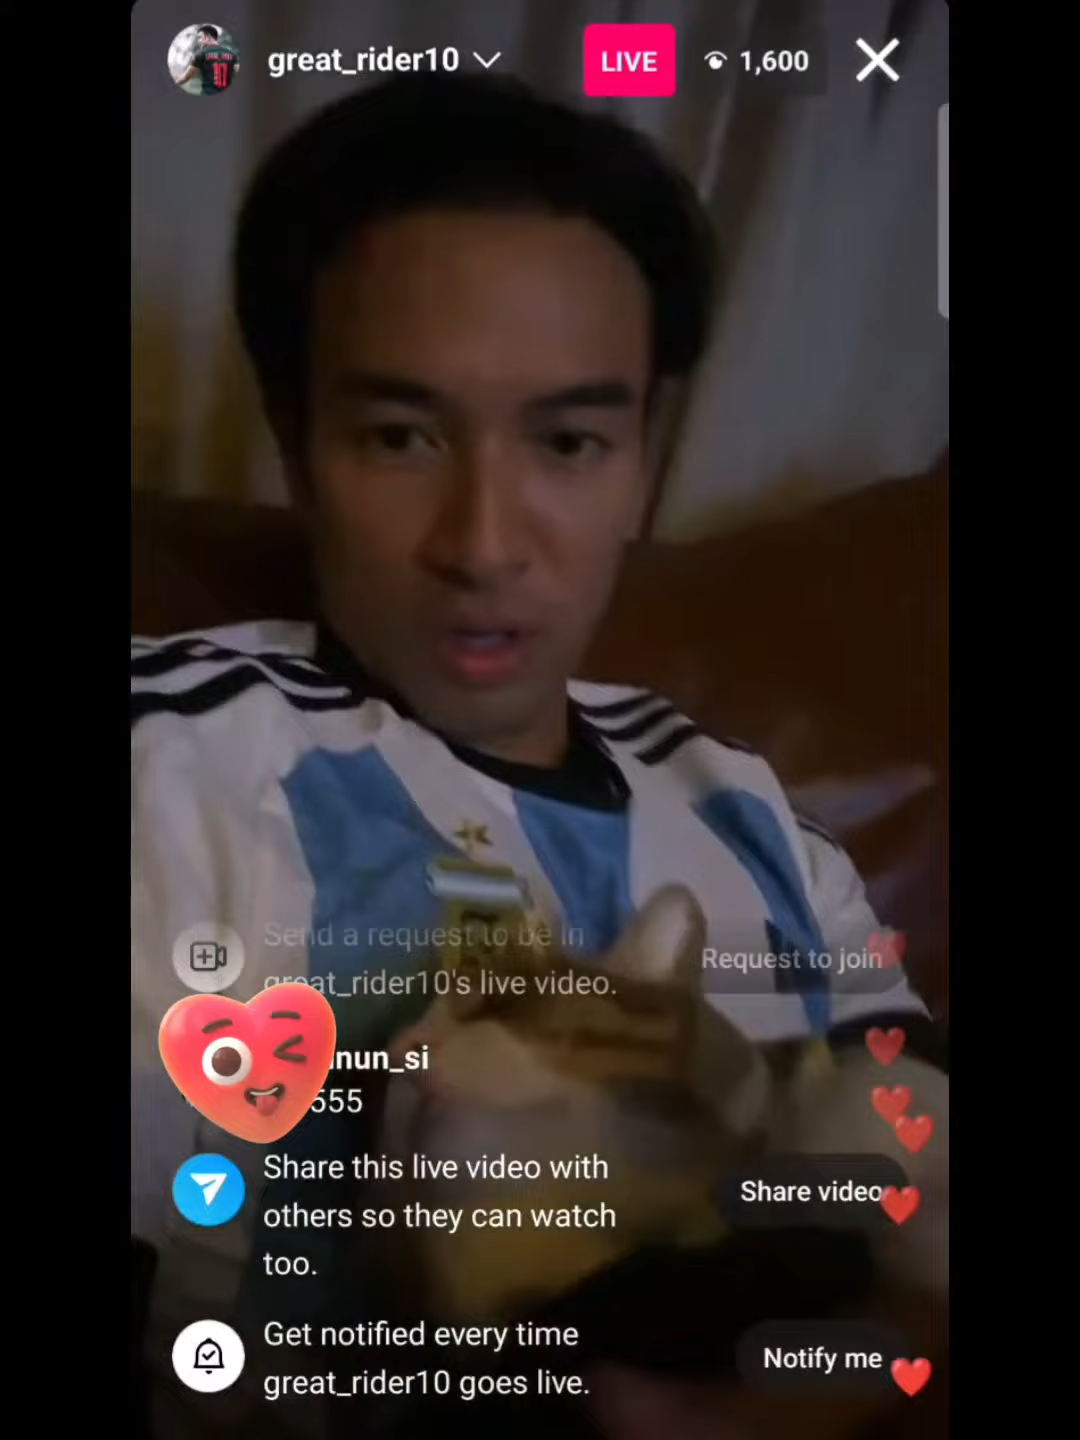 great_rider10
LIVE
1,600
Send a request to be in
great_rider10's live video.
Request to join
555
Share this live video with
others so they can watch
too.
Share video
Get notified every time
great_rider10 goes live.
Notify me